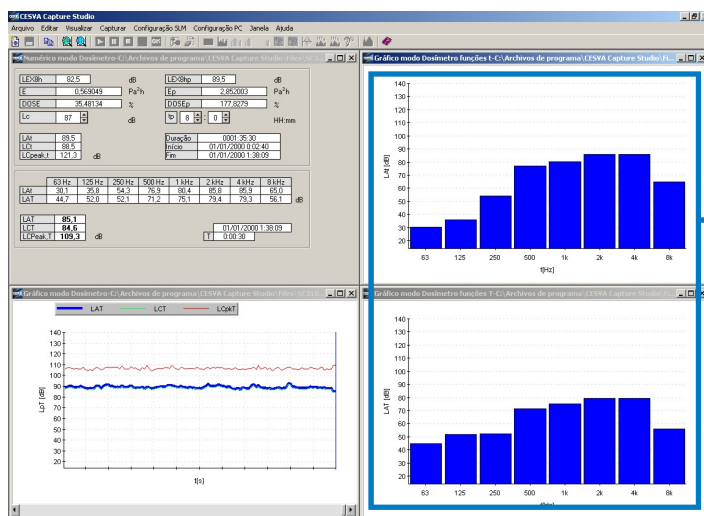 CESVA Capture Studio
Arquivo Editar Visualizar Capturar Configuração SLM Configuração PC Janela Ajuda
Numérico modo Dosímetro-C:\Archivos de programa\CESVA Capture Studio\Files\SC310
LEX8h 82,5 dB LEX8hp 89,5 dB
E 0,569049 Pa²h Ep 2,852003 Pa²h
DOSE 35,48134 % DOSEp 177,8279 %
Lc 87 dB tp 8 : 0 HH:mm
LAt 89,5 Duração 0001:35:30
LCt 88,5 Início 01/01/2000 0:02:40
LCpeak,t 121,3 dB Fim 01/01/2000 1:38:09
63 Hz 125 Hz 250 Hz 500 Hz 1 kHz 2 kHz 4 kHz 8 kHz
LAt 30,1 35,8 54,3 76,9 80,4 85,8 85,9 65,0
LAT 44,7 52,0 52,1 71,2 75,1 79,4 79,3 56,1 dB
LAT 85,1
LCT 84,6 01/01/2000 1:38:09
LCPeak,T 109,3 dB T 0:00:30
Gráfico modo Dosímetro funções t-C:\Archivos de programa\CESVA Capture Studio\Fi
140
130
120
110
100
90
80
70
60
50
40
30
20
LAt [dB]
63 125 250 500 1k 2k 4k 8k
f[Hz]
Gráfico modo Dosímetro-C:\Archivos de programa\CESVA Capture Studio\Files\SC310
LAT LCT LCpkT
140
130
120
110
100
90
80
70
60
50
40
30
20
LpT [dB]
t[s]
Gráfico modo Dosímetro funções T-C:\Archivos de programa\CESVA Capture Studio\Fi
140
130
120
110
100
90
80
70
60
50
40
30
20
LAT [dB]
63 125 250 500 1k 2k 4k 8k